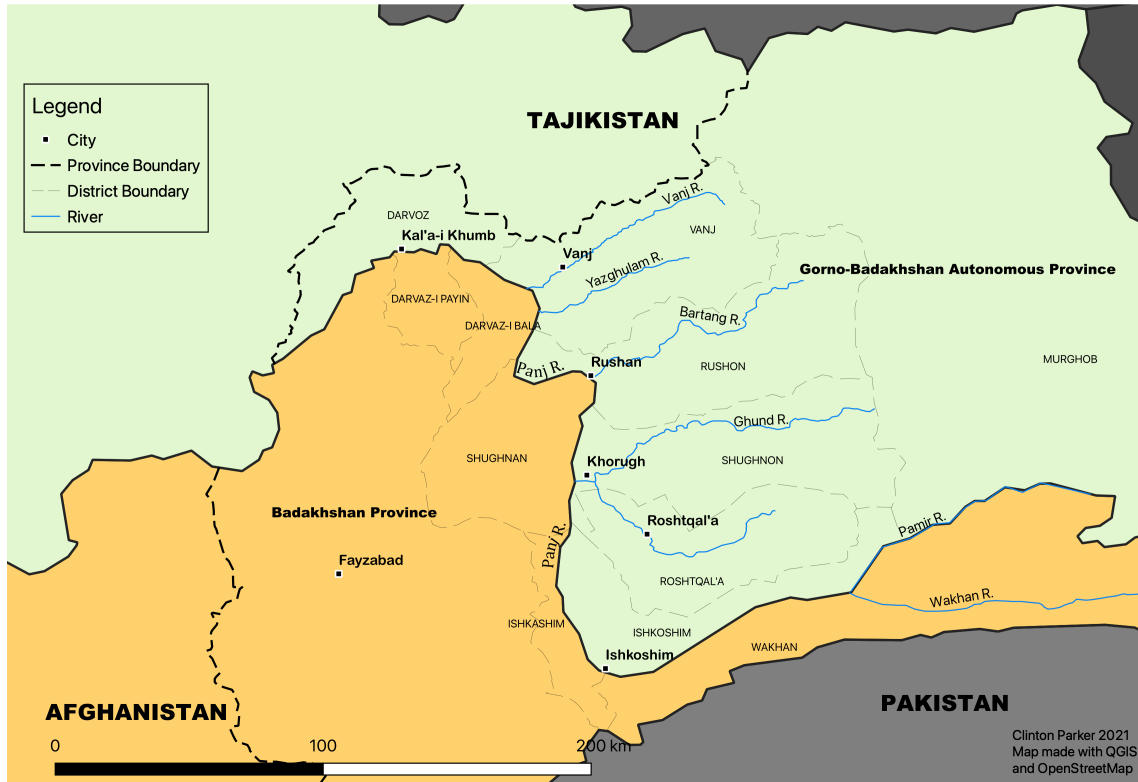 Legend
City
Province Boundary
District Boundary
River
TAJIKISTAN
DARVOZ
Kal'a-i Khumb
Vanj R.
VANJ
Vanj
Yazghulam R.
Gorno-Badakhshan Autonomous Province
DARVAZ-I PAYIN
DARVAZ-I BALA
Bartang R.
Panj R.
Rushan
RUSHON
MURGHOB
Ghund R.
SHUGHNAN
Khorugh
SHUGHNON
Badakhshan Province
Roshtqal'a
Pamir R.
Panj R.
Fayzabad
ROSHTQAL'A
Wakhan R.
ISHKASHIM
ISHKOSHIM
WAKHAN
Ishkoshim
AFGHANISTAN
PAKISTAN
0 100 200 km
Clinton Parker 2021
Map made with QGIS
and OpenStreetMap